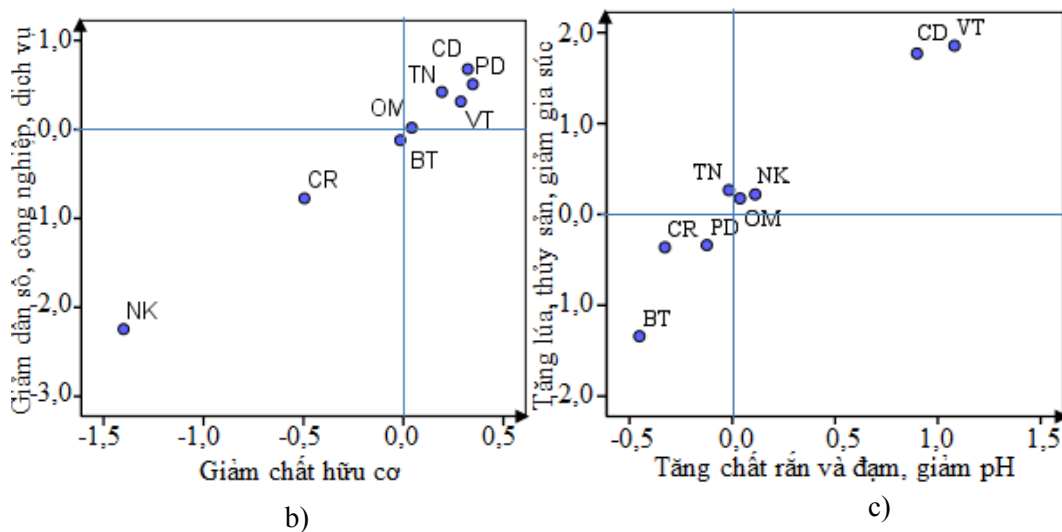 Giảm dân sô, công nghiệp, dịch vụ
1,0
0,0
-1,0
-2,0
-3,0
CD
PD
TN
OM
VT
BT
CR
NK
-1,5
-1,0
-0,5
0,0
0,5
Giảm chất hữu cơ
b)
Tăng lúa, thủy sản, giảm gia súc
2,0
1,0
0,0
-1,0
-2,0
CD
VT
TN
NK
OM
CR
PD
BT
-0,5
0,0
0,5
1,0
1,5
Tăng chất rắn và đạm, giảm pH
c)